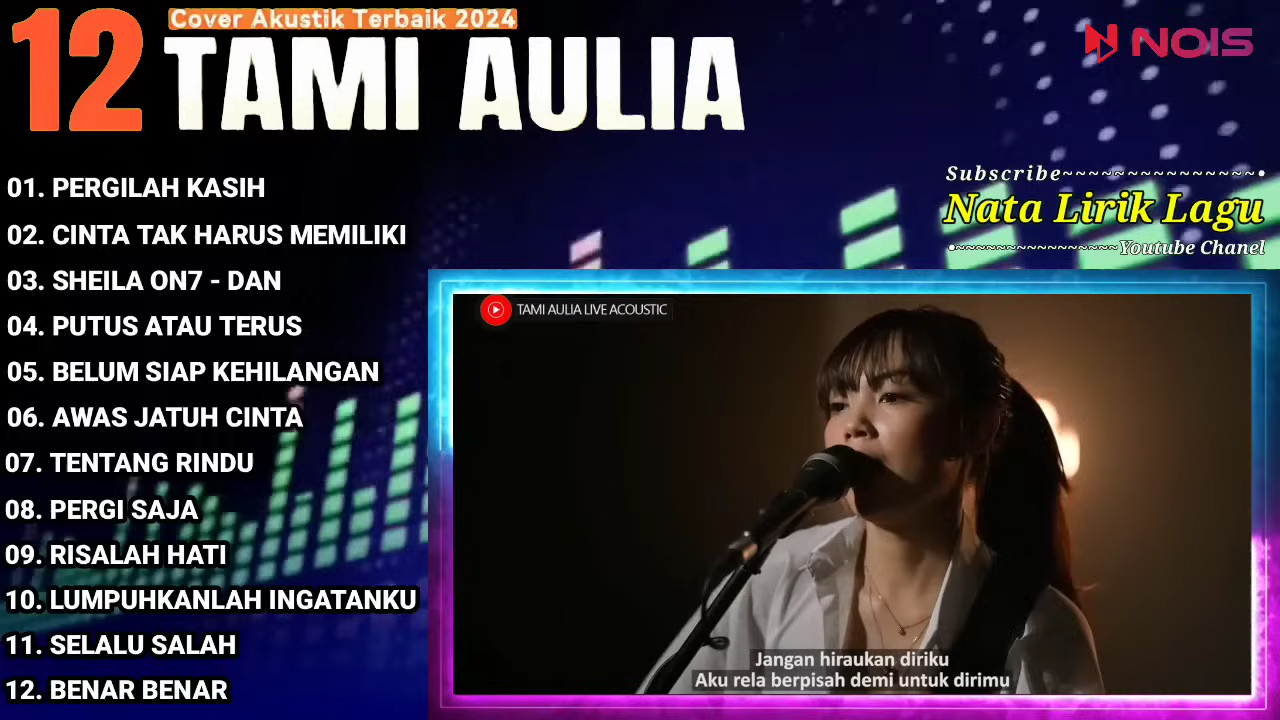 12
Cover Akustik Terbaik 2024
TAMI AULIA
NOIS
01. PERGILAH KASIH
02. CINTA TAK HARUS MEMILIKI
03. SHEILA ON7 - DAN
04. PUTUS ATAU TERUS
05. BELUM SIAP KEHILANGAN
06. AWAS JATUH CINTA
07. TENTANG RINDU
08. PERGI SAJA
09. RISALAH HATI
10. LUMPUHKANLAH INGATANKU
11. SELALU SALAH
12. BENAR BENAR
Subscribe~~~~~~~~~~~~~~~•
Nata Lirik Lagu
•~~~~~~~~~~~~~~~~Youtube Chanel
TAMI AULIA LIVE ACOUSTIC
Jangan hiraukan diriku
Aku rela berpisah demi untuk dirimu